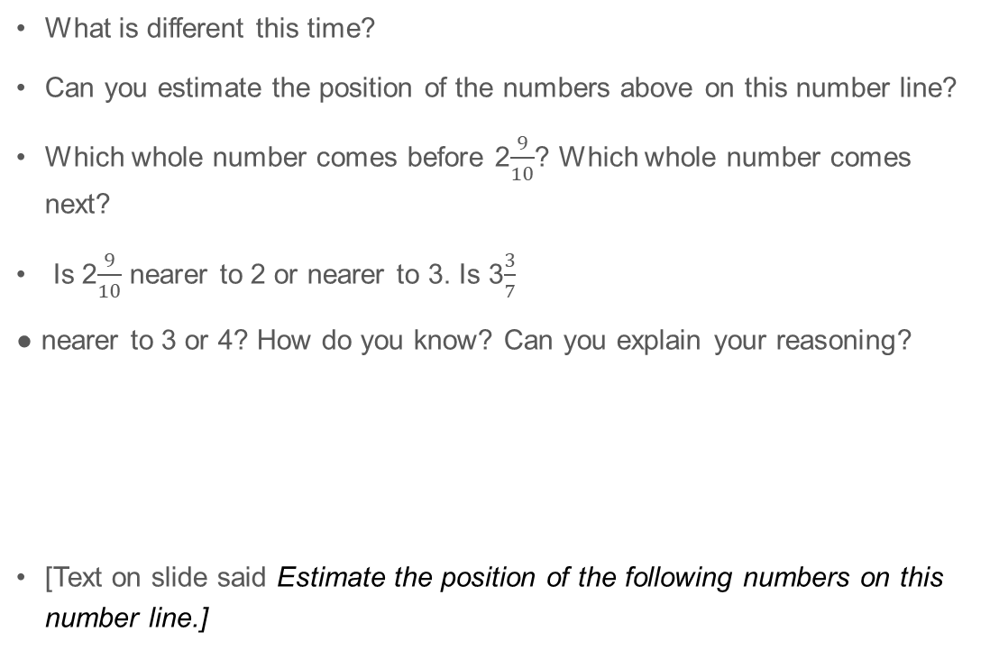 • What is different this time?
• Can you estimate the position of the numbers above on this number line?
• Which whole number comes before 2 9/10? Which whole number comes
next?
• Is 2 9/10 nearer to 2 or nearer to 3. Is 3 3/7
● nearer to 3 or 4? How do you know? Can you explain your reasoning?
• [Text on slide said Estimate the position of the following numbers on this
number line.]